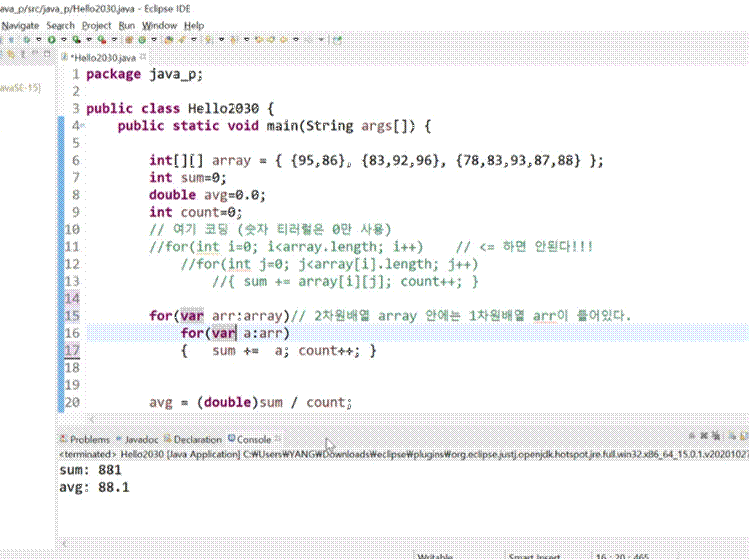 ava_p/src/java_p/Hello2030.java - Eclipse IDE
Navigate Search Project Run Window Help
*Hello2030.java
avaSE-15]
1 package java_p;
2
3 public class Hello2030 {
4 public static void main(String args[]) {
5
6 int[][] array = { {95,86}, {83,92,96}, {78,83,93,87,88} };
7 int sum=0;
8 double avg=0.0;
9 int count=0;
10 // 여기 코딩 (숫자 티러럴은 0만 사용)
11 //for(int i=0; i<array.length; i++) // <= 하면 안된다!!!
12 //for(int j=0; j<array[i].length; j++)
13 //{ sum += array[i][j]; count++; }
14
15 for(var arr:array)// 2차원배열 array 안에는 1차원배열 arr이 들어있다.
16 for(var a:arr)
17 { sum += a; count++; }
18
19
20 avg = (double)sum / count;
Problems Javadoc Declaration Console
<terminated> Hello2030 [Java Application] C:₩Users₩YANG₩Downloads₩eclipse₩plugins₩org.eclipse.justj.openjdk.hotspot.jre.full.win32.x86_64_15.0.1.v20201027
sum: 881
avg: 88.1
Writable Smart Insert 16 : 20 : 465